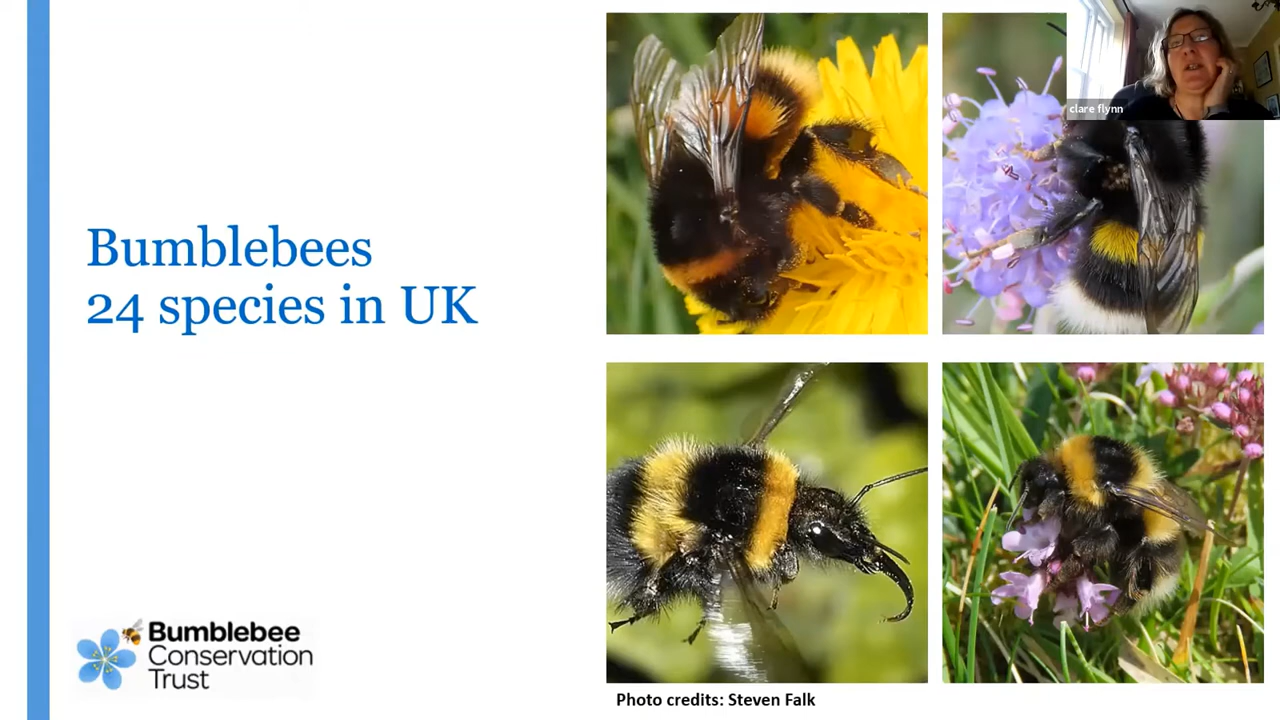 clare flynn
Bumblebees
24 species in UK
Bumblebee
Conservation
Trust
Photo credits: Steven Falk